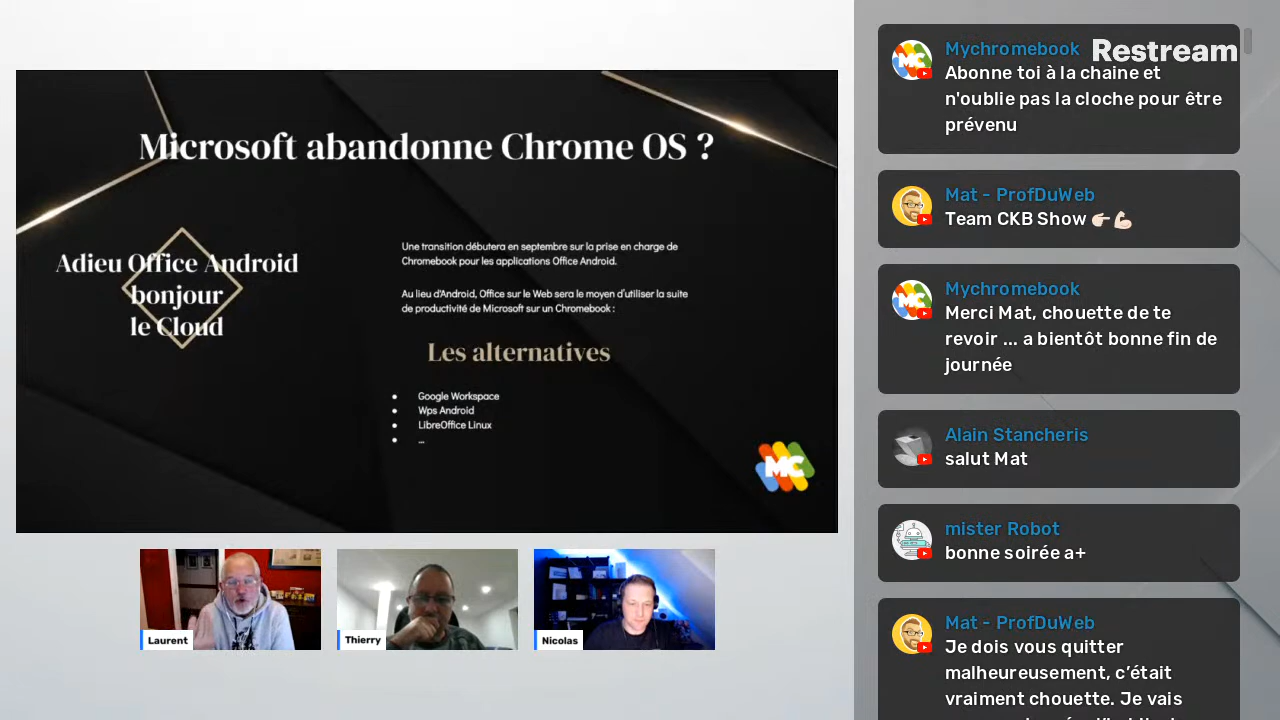 Microsoft abandonne Chrome OS ?
Adieu Office Android
bonjour
le Cloud
Une transition débutera en septembre sur la prise en charge de
Chromebook pour les applications Office Android.
Au lieu d'Android, Office sur le Web sera le moyen d'utiliser la suite
de productivité de Microsoft sur un Chromebook :
Les alternatives
● Google Workspace
● Wps Android
● LibreOffice Linux
● ...
MC
Laurent
Thierry
Nicolas
Restream
Mychromebook
Abonne toi à la chaine et
n'oublie pas la cloche pour être
prévenu
Mat - ProfDuWeb
Team CKB Show 👉🏻💪🏻
Mychromebook
Merci Mat, chouette de te
revoir ... a bientôt bonne fin de
journée
Alain Stancheris
salut Mat
mister Robot
bonne soirée a+
Mat - ProfDuWeb
Je dois vous quitter
malheureusement, c’était
vraiment chouette. Je vais